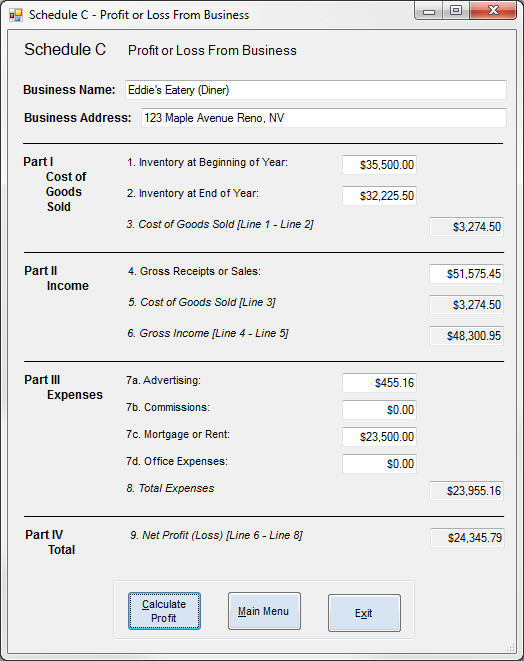 Schedule C - Profit or Loss From Business
Schedule C Profit or Loss From Business
Business Name: Eddie's Eatery (Diner)
Business Address: 123 Maple Avenue Reno, NV
Part I 1. Inventory at Beginning of Year: $35,500.00
Cost of
Goods 2. Inventory at End of Year: $32,225.50
Sold
3. Cost of Goods Sold [Line 1 - Line 2] $3,274.50
Part II 4. Gross Receipts or Sales: $51,575.45
Income
5. Cost of Goods Sold [Line 3] $3,274.50
6. Gross Income [Line 4 - Line 5] $48,300.95
Part III 7a. Advertising: $455.16
Expenses
7b. Commissions: $0.00
7c. Mortgage or Rent: $23,500.00
7d. Office Expenses: $0.00
8. Total Expenses $23,955.16
Part IV 9. Net Profit (Loss) [Line 6 - Line 8] $24,345.79
Total
Calculate
Profit
Main Menu
Exit